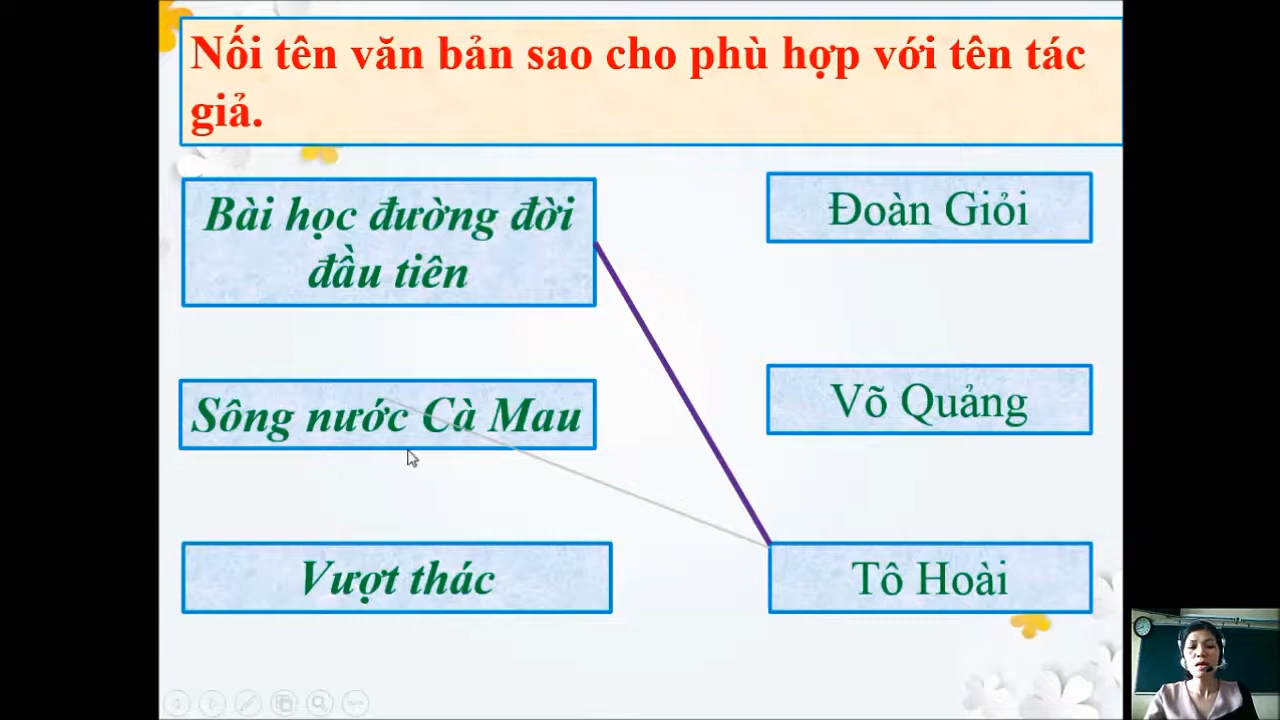 Nối tên văn bản sao cho phù hợp với tên tác
giả.
Bài học đường đời
đầu tiên
Đoàn Giỏi
Sông nước Cà Mau
Võ Quảng
Vượt thác
Tô Hoài